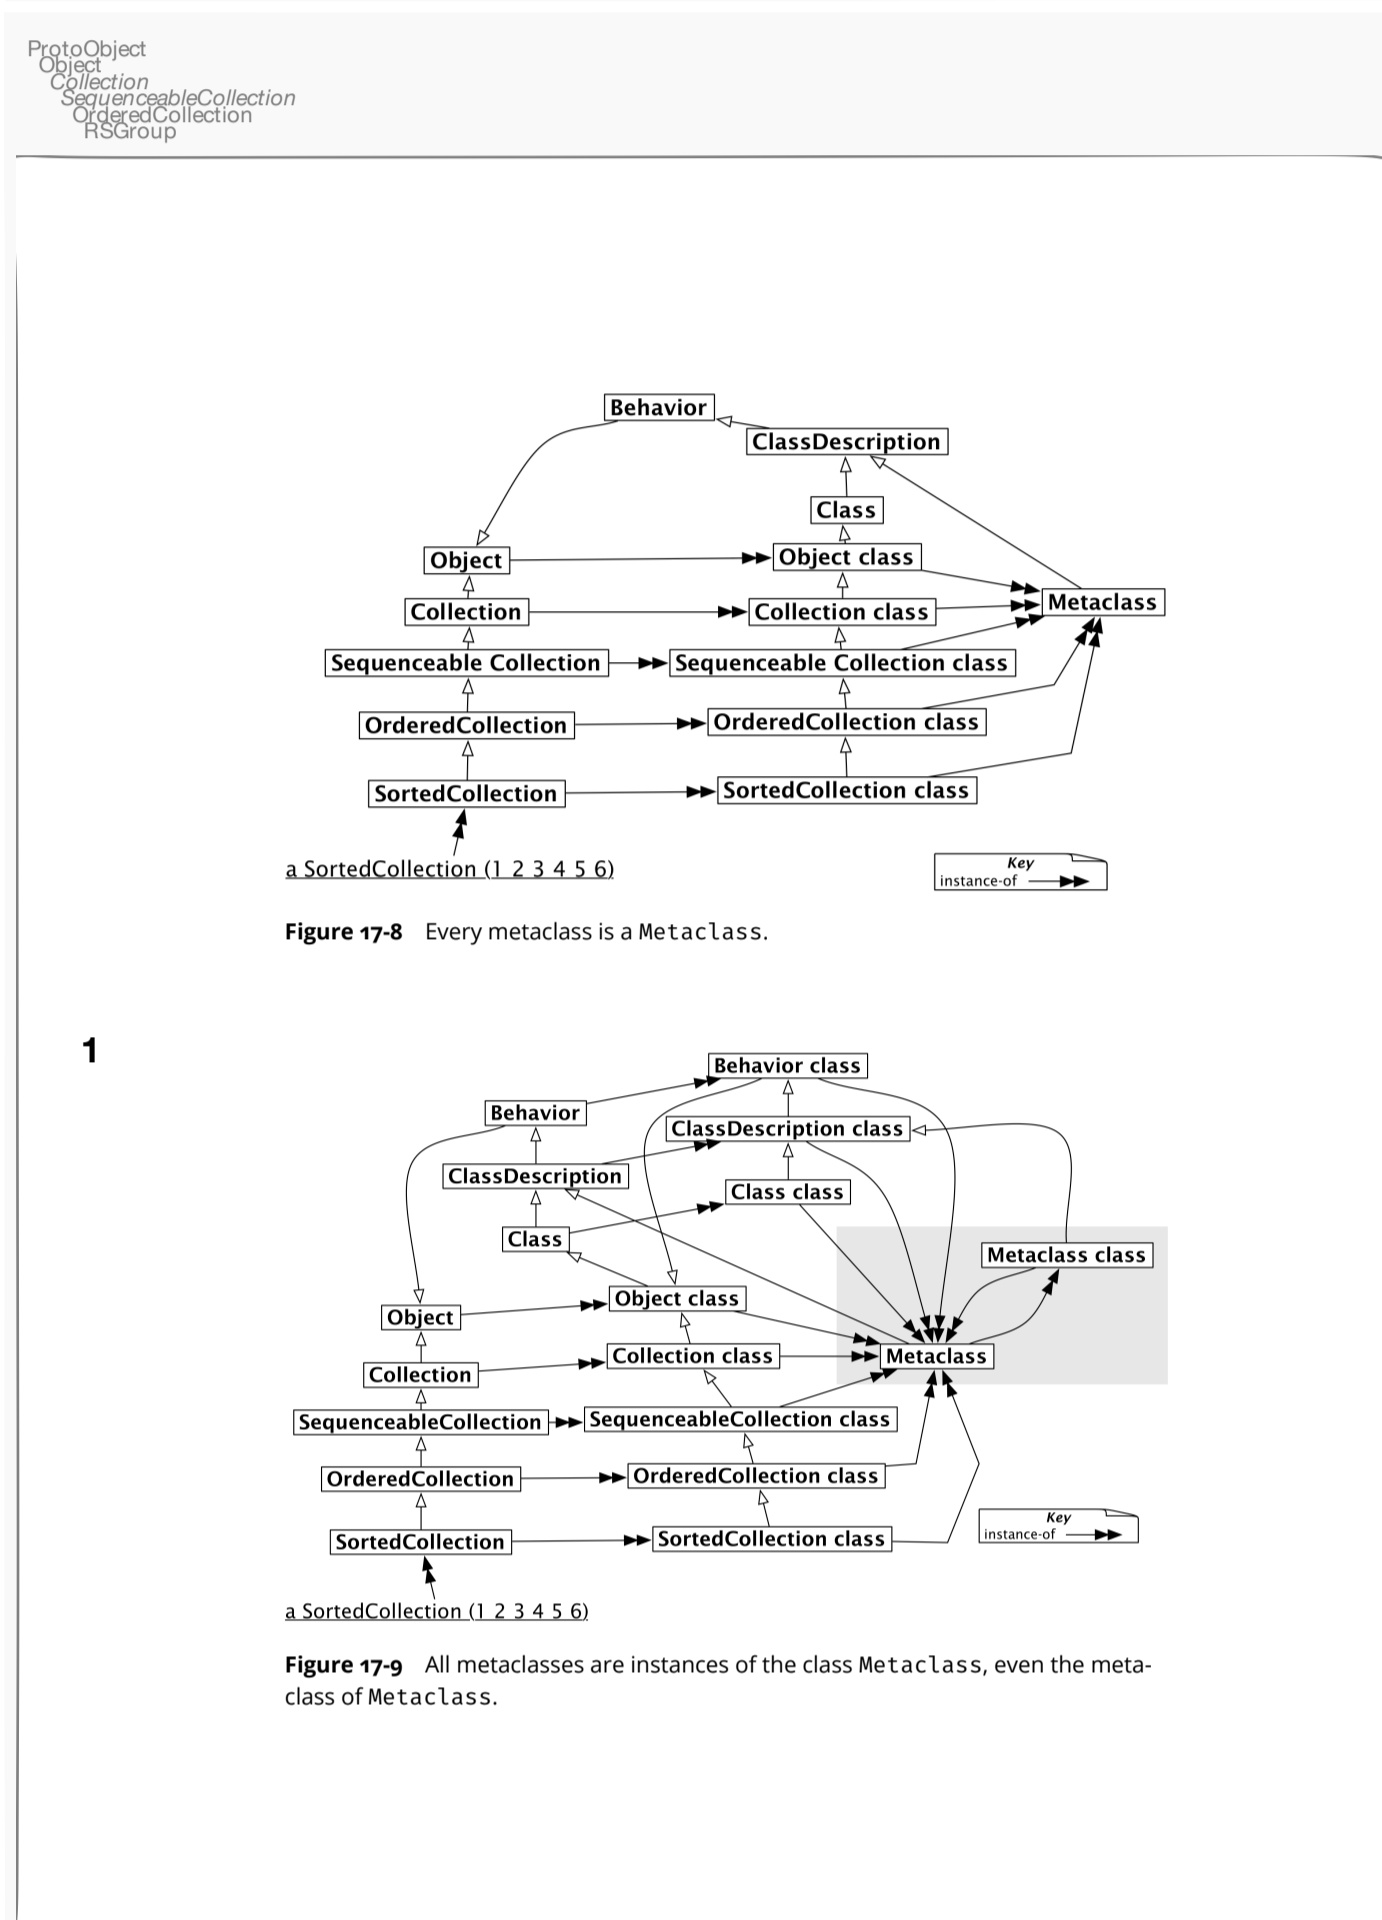 ProtoObject
Object
Collection
SequenceableCollection
OrderedCollection
RSGroup
Behavior
ClassDescription
Class
Object
Object class
Metaclass
Collection
Collection class
Sequenceable Collection
Sequenceable Collection class
OrderedCollection
OrderedCollection class
SortedCollection
SortedCollection class
a SortedCollection (1 2 3 4 5 6)
Key
instance-of
Figure 17-8 Every metaclass is a Metaclass.
1
Behavior class
Behavior
ClassDescription class
ClassDescription
Class class
Class
Metaclass class
Object
Object class
Collection
Collection class
Metaclass
SequenceableCollection
SequenceableCollection class
OrderedCollection
OrderedCollection class
SortedCollection
SortedCollection class
Key
instance-of
a SortedCollection (1 2 3 4 5 6)
Figure 17-9 All metaclasses are instances of the class Metaclass, even the meta-
class of Metaclass.